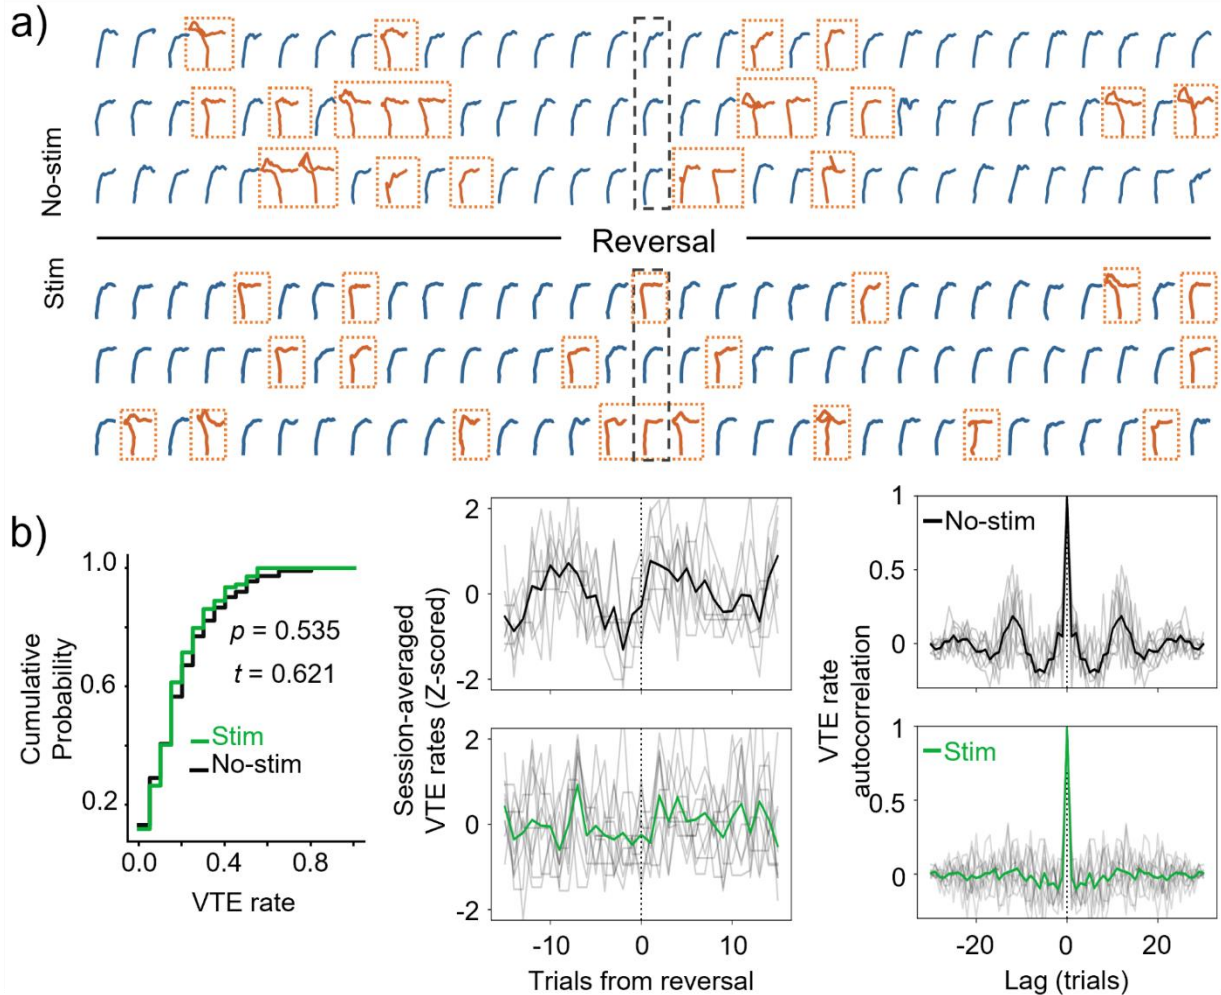 a)
No-stim
Reversal
Stim
b)
Cumulative
Probability
1.0
0.6
0.2
p = 0.535
t = 0.621
Stim
No-stim
0.0
0.4
0.8
VTE rate
Session-averaged
VTE rates (Z-scored)
2
0
-2
2
0
-2
-10
0
10
Trials from reversal
VTE rate
autocorrelation
1
No-stim
0.5
0
1
Stim
0.5
0
-20
0
20
Lag (trials)